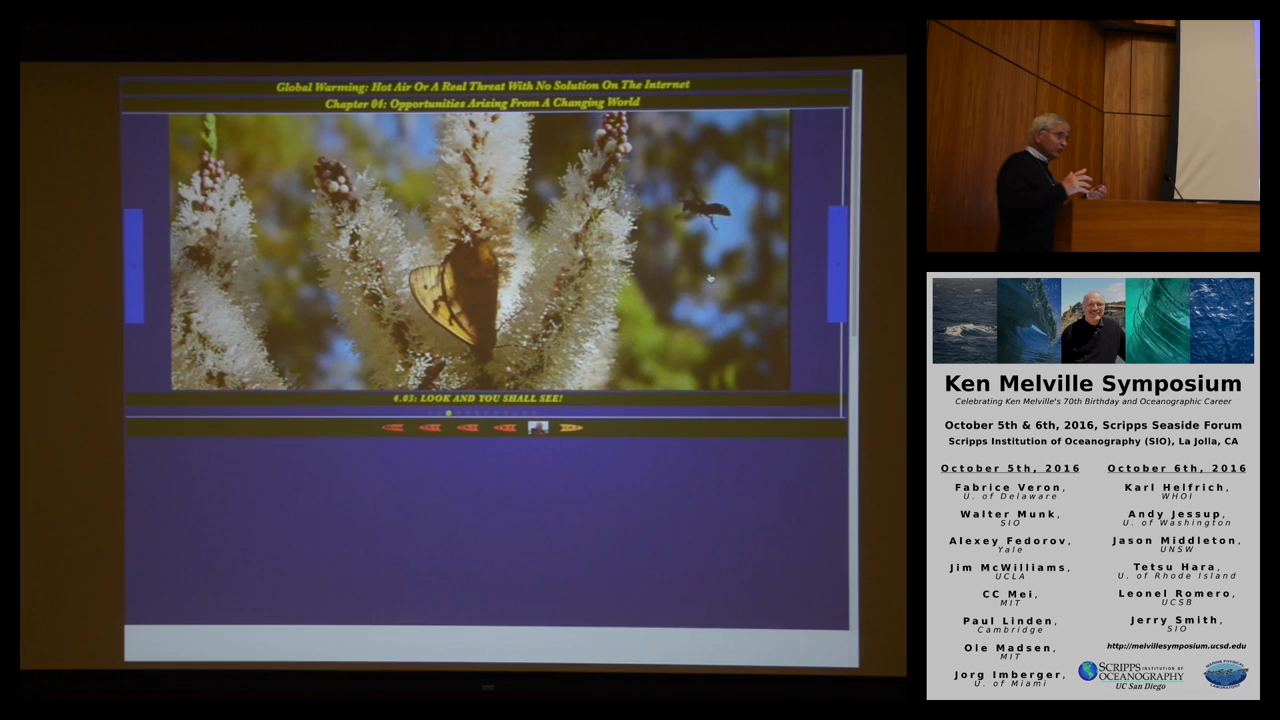 Global Warming: Hot Air Or A Real Threat With No Solution On The Internet
Chapter 04: Opportunities Arising From A Changing World
4.03: LOOK AND YOU SHALL SEE!
Ken Melville Symposium
Celebrating Ken Melville's 70th Birthday and Oceanographic Career
October 5th & 6th, 2016, Scripps Seaside Forum
Scripps Institution of Oceanography (SIO), La Jolla, CA
October 5th, 2016
Fabrice Veron,
U. of Delaware
Walter Munk,
SIO
Alexey Fedorov,
Yale
Jim McWilliams,
UCLA
CC Mei,
MIT
Paul Linden,
Cambridge
Ole Madsen,
MIT
Jorg Imberger,
U. of Miami
October 6th, 2016
Karl Helfrich,
WHOI
Andy Jessup,
U. of Washington
Jason Middleton,
UNSW
Tetsu Hara,
U. of Rhode Island
Leonel Romero,
UCSB
Jerry Smith,
SIO
http://melvillesymposium.ucsd.edu
SCRIPPS INSTITUTION OF
OCEANOGRAPHY
UC San Diego
MARINE PHYSICAL
LABORATORY